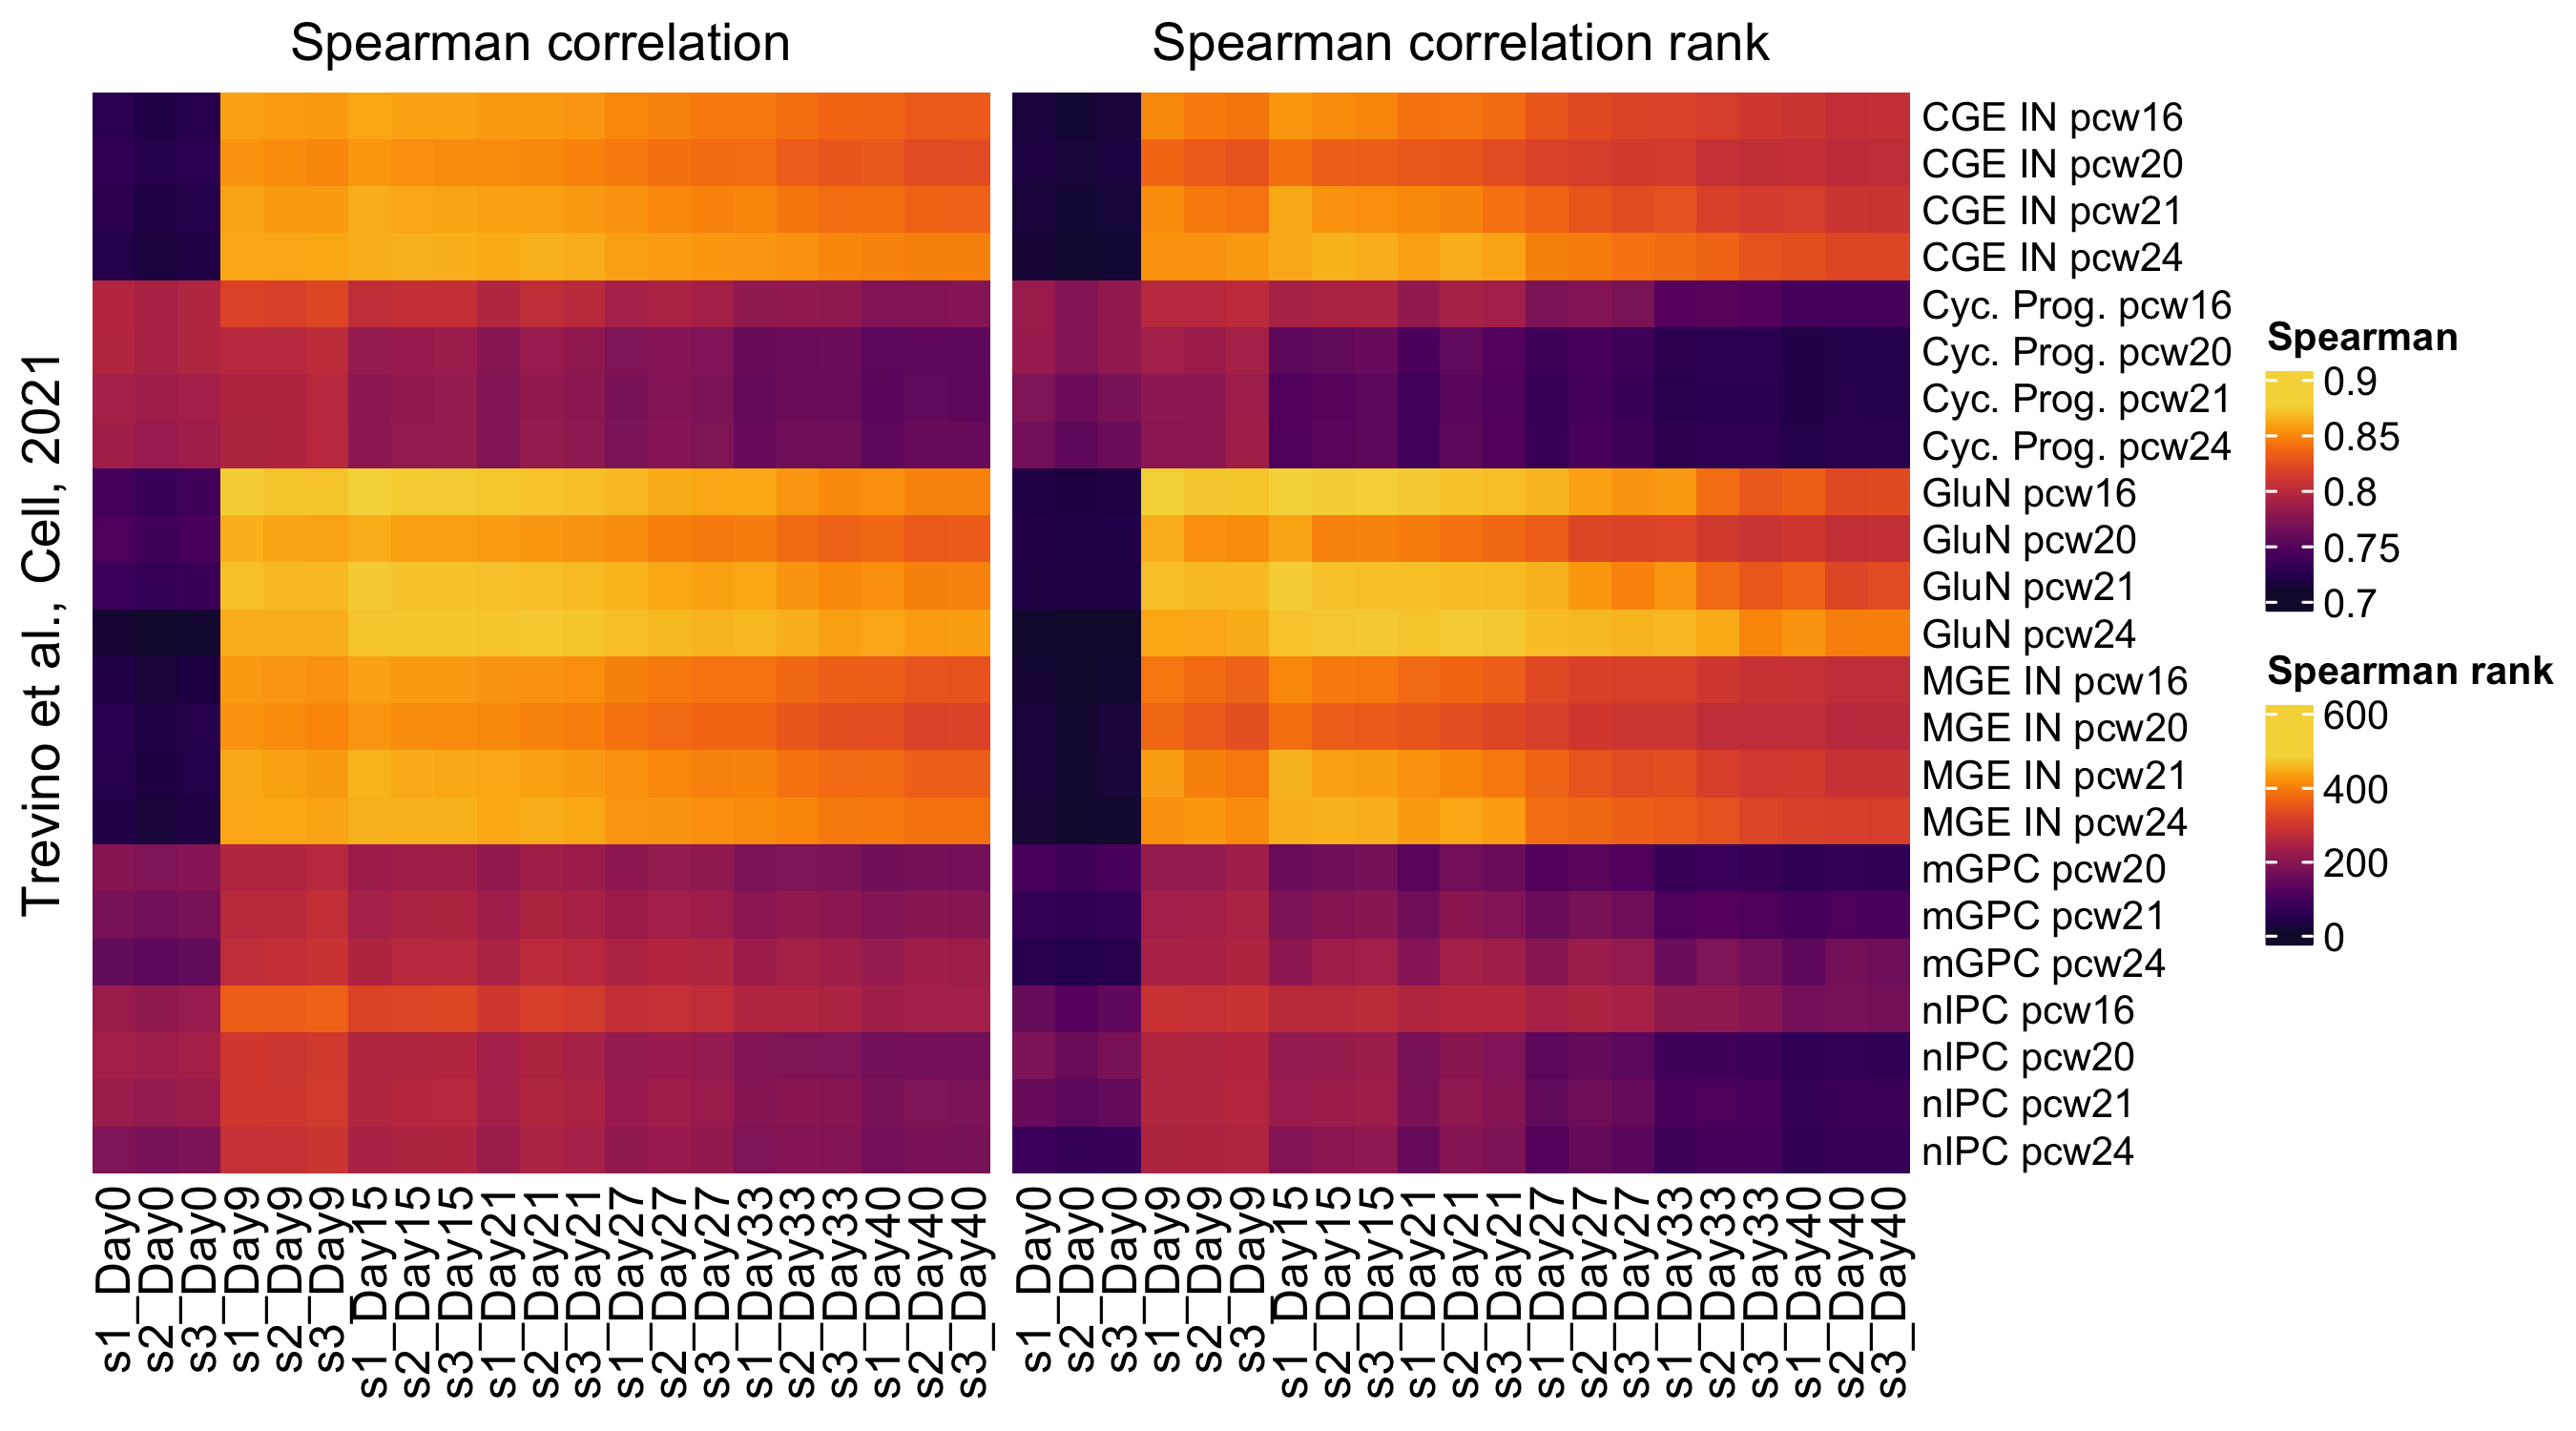 Spearman correlation
Spearman correlation rank
Trevino et al., Cell, 2021
CGE IN pcw16
CGE IN pcw20
CGE IN pcw21
CGE IN pcw24
Cyc. Prog. pcw16
Cyc. Prog. pcw20
Cyc. Prog. pcw21
Cyc. Prog. pcw24
GluN pcw16
GluN pcw20
GluN pcw21
GluN pcw24
MGE IN pcw16
MGE IN pcw20
MGE IN pcw21
MGE IN pcw24
mGPC pcw20
mGPC pcw21
mGPC pcw24
nIPC pcw16
nIPC pcw20
nIPC pcw21
nIPC pcw24
Spearman
0.9
0.85
0.8
0.75
0.7
Spearman rank
600
400
200
0
s1_Day0
s2_Day0
s3_Day0
s1_Day9
s2_Day9
s3_Day9
s1_Day15
s2_Day15
s3_Day15
s1_Day21
s2_Day21
s3_Day21
s1_Day27
s2_Day27
s3_Day27
s1_Day33
s2_Day33
s3_Day33
s1_Day40
s2_Day40
s3_Day40
s1_Day0
s2_Day0
s3_Day0
s1_Day9
s2_Day9
s3_Day9
s1_Day15
s2_Day15
s3_Day15
s1_Day21
s2_Day21
s3_Day21
s1_Day27
s2_Day27
s3_Day27
s1_Day33
s2_Day33
s3_Day33
s1_Day40
s2_Day40
s3_Day40